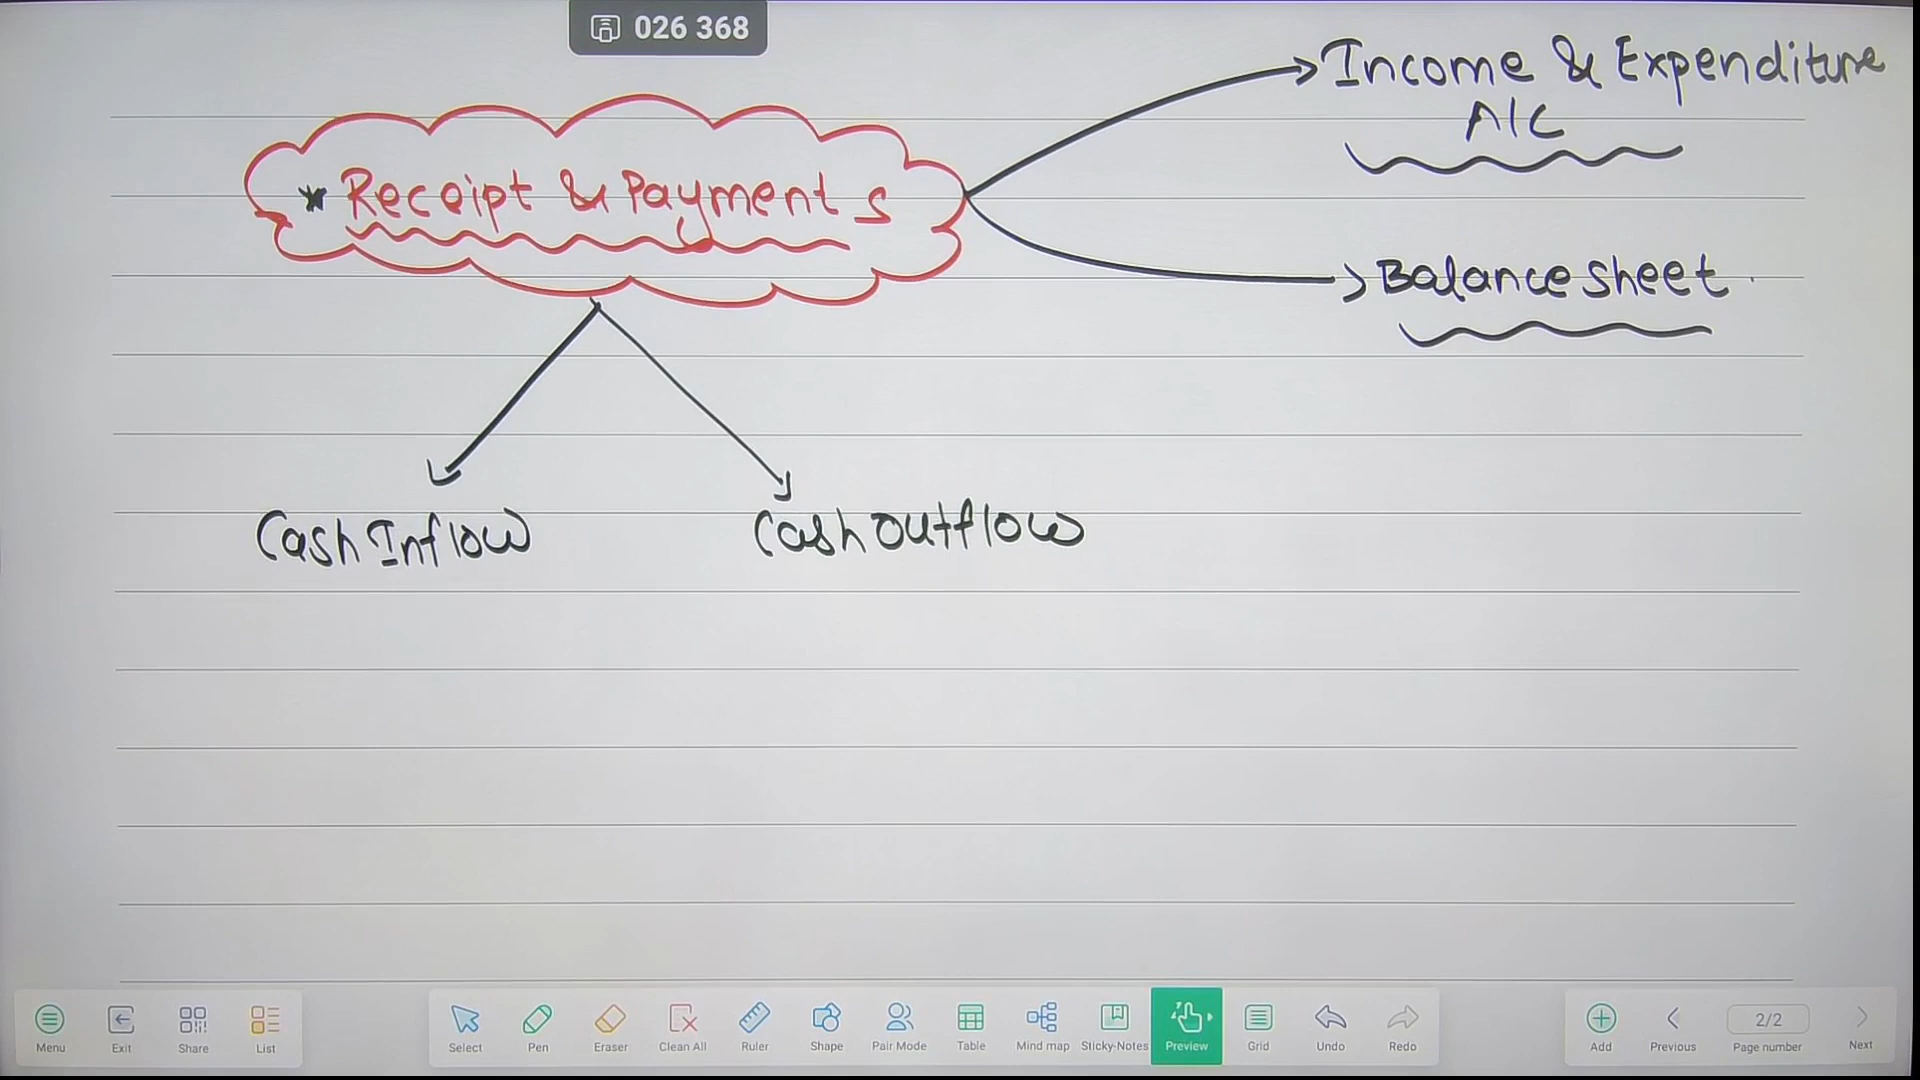 026 368
Income & Expenditure
A/C
* Receipt & Payments
Balance sheet
Cash Inflow
Cash outflow
Menu
Exit
Share
List
Select
Pen
Eraser
Clean All
Ruler
Shape
Pair Mode
Table
Mind map
Sticky-Notes
Preview
Grid
Undo
Redo
Add
Previous
2/2
Page number
Next